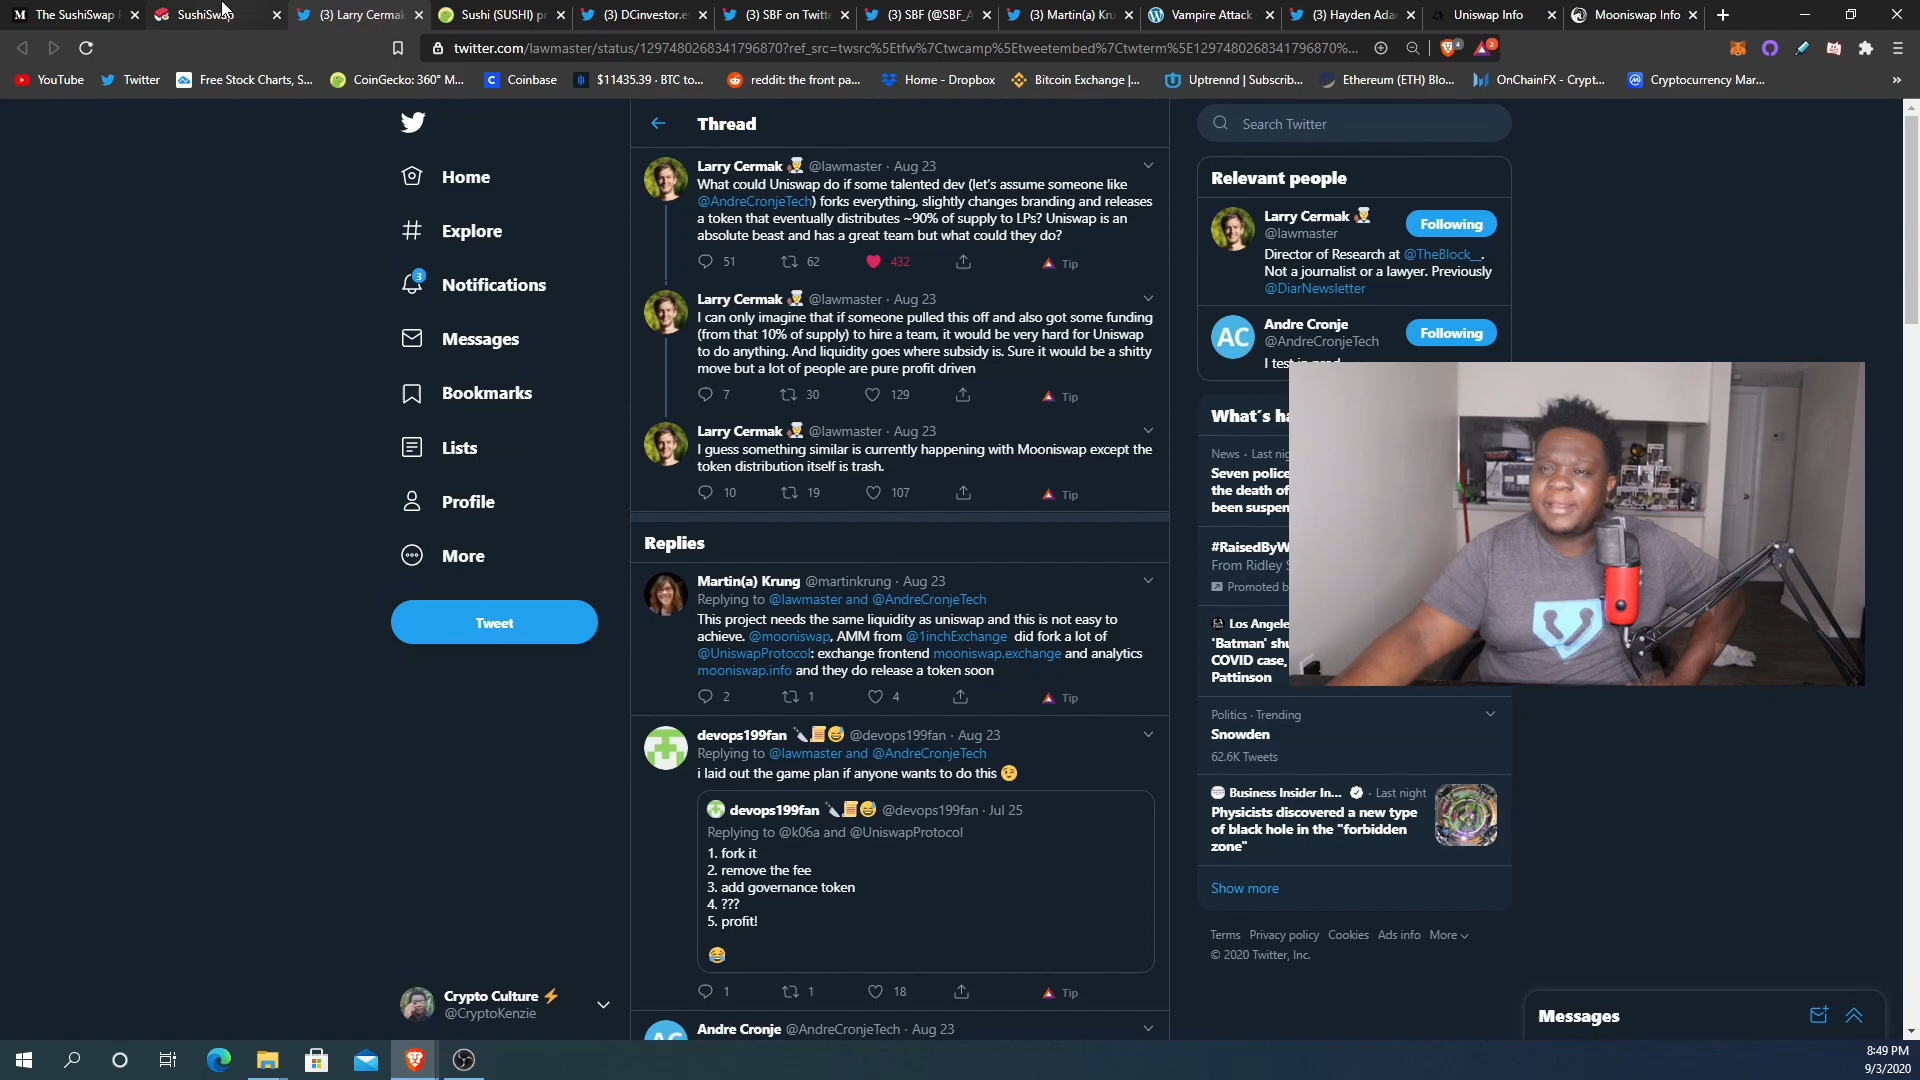 The SushiSwap
SushiSwap
(3) Larry Cermak
Sushi (SUSHI) pr
(3) DCinvestor.e
(3) SBF on Twitte
(3) SBF (@SBF_A
(3) Martin(a) Kru
Vampire Attack
(3) Hayden Ada
Uniswap Info
Mooniswap Info
twitter.com/lawmaster/status/1297480268341796870?ref_src=twsrc%5Etfw%7Ctwcamp%5Etweetembed%7Ctwterm%5E1297480268341796870%...
4
2
YouTube
Twitter
Free Stock Charts, S...
CoinGecko: 360° M...
Coinbase
$11435.39 · BTC to...
reddit: the front pa...
Home - Dropbox
Bitcoin Exchange |...
Uptrennd | Subscrib...
Ethereum (ETH) Blo...
OnChainFX - Crypt...
Cryptocurrency Mar...
Home
Explore
3
Notifications
Messages
Bookmarks
Lists
Profile
More
Tweet
Crypto Culture ⚡
@CryptoKenzie
Thread
Larry Cermak 👨‍🍳 @lawmaster · Aug 23
What could Uniswap do if some talented dev (let's assume someone like
@AndreCronjeTech) forks everything, slightly changes branding and releases
a token that eventually distributes ~90% of supply to LPs? Uniswap is an
absolute beast and has a great team but what could they do?
51 62 432 Tip
Larry Cermak 👨‍🍳 @lawmaster · Aug 23
I can only imagine that if someone pulled this off and also got some funding
(from that 10% of supply) to hire a team, it would be very hard for Uniswap
to do anything. And liquidity goes where subsidy is. Sure it would be a shitty
move but a lot of people are pure profit driven
7 30 129 Tip
Larry Cermak 👨‍🍳 @lawmaster · Aug 23
I guess something similar is currently happening with Mooniswap except the
token distribution itself is trash.
10 19 107 Tip
Replies
Martin(a) Krung @martinkrung · Aug 23
Replying to @lawmaster and @AndreCronjeTech
This project needs the same liquidity as uniswap and this is not easy to
achieve. @mooniswap, AMM from @1inchExchange did fork a lot of
@UniswapProtocol: exchange frontend mooniswap.exchange and analytics
mooniswap.info and they do release a token soon
2 1 4 Tip
devops199fan 🔪📜😅 @devops199fan · Aug 23
Replying to @lawmaster and @AndreCronjeTech
i laid out the game plan if anyone wants to do this 😉
devops199fan 🔪📜😅 @devops199fan · Jul 25
Replying to @k06a and @UniswapProtocol
1. fork it
2. remove the fee
3. add governance token
4. ???
5. profit!
😂
1 1 18 Tip
Andre Cronje @AndreCronjeTech · Aug 23
Search Twitter
Relevant people
Larry Cermak 👨‍🍳
@lawmaster
Following
Director of Research at @TheBlock__.
Not a journalist or a lawyer. Previously
@DiarNewsletter
AC
Andre Cronje
@AndreCronjeTech
Following
I test in prod
What's ha
News · Last nig
Seven police
the death of
been suspen
#RaisedByW
From Ridley S
Promoted b
Los Angele
'Batman' shu
COVID case,
Pattinson
Politics · Trending
Snowden
62.6K Tweets
Business Insider In... · Last night
Physicists discovered a new type
of black hole in the "forbidden
zone"
Show more
Terms Privacy policy Cookies Ads info More
© 2020 Twitter, Inc.
Messages
8:49 PM
9/3/2020